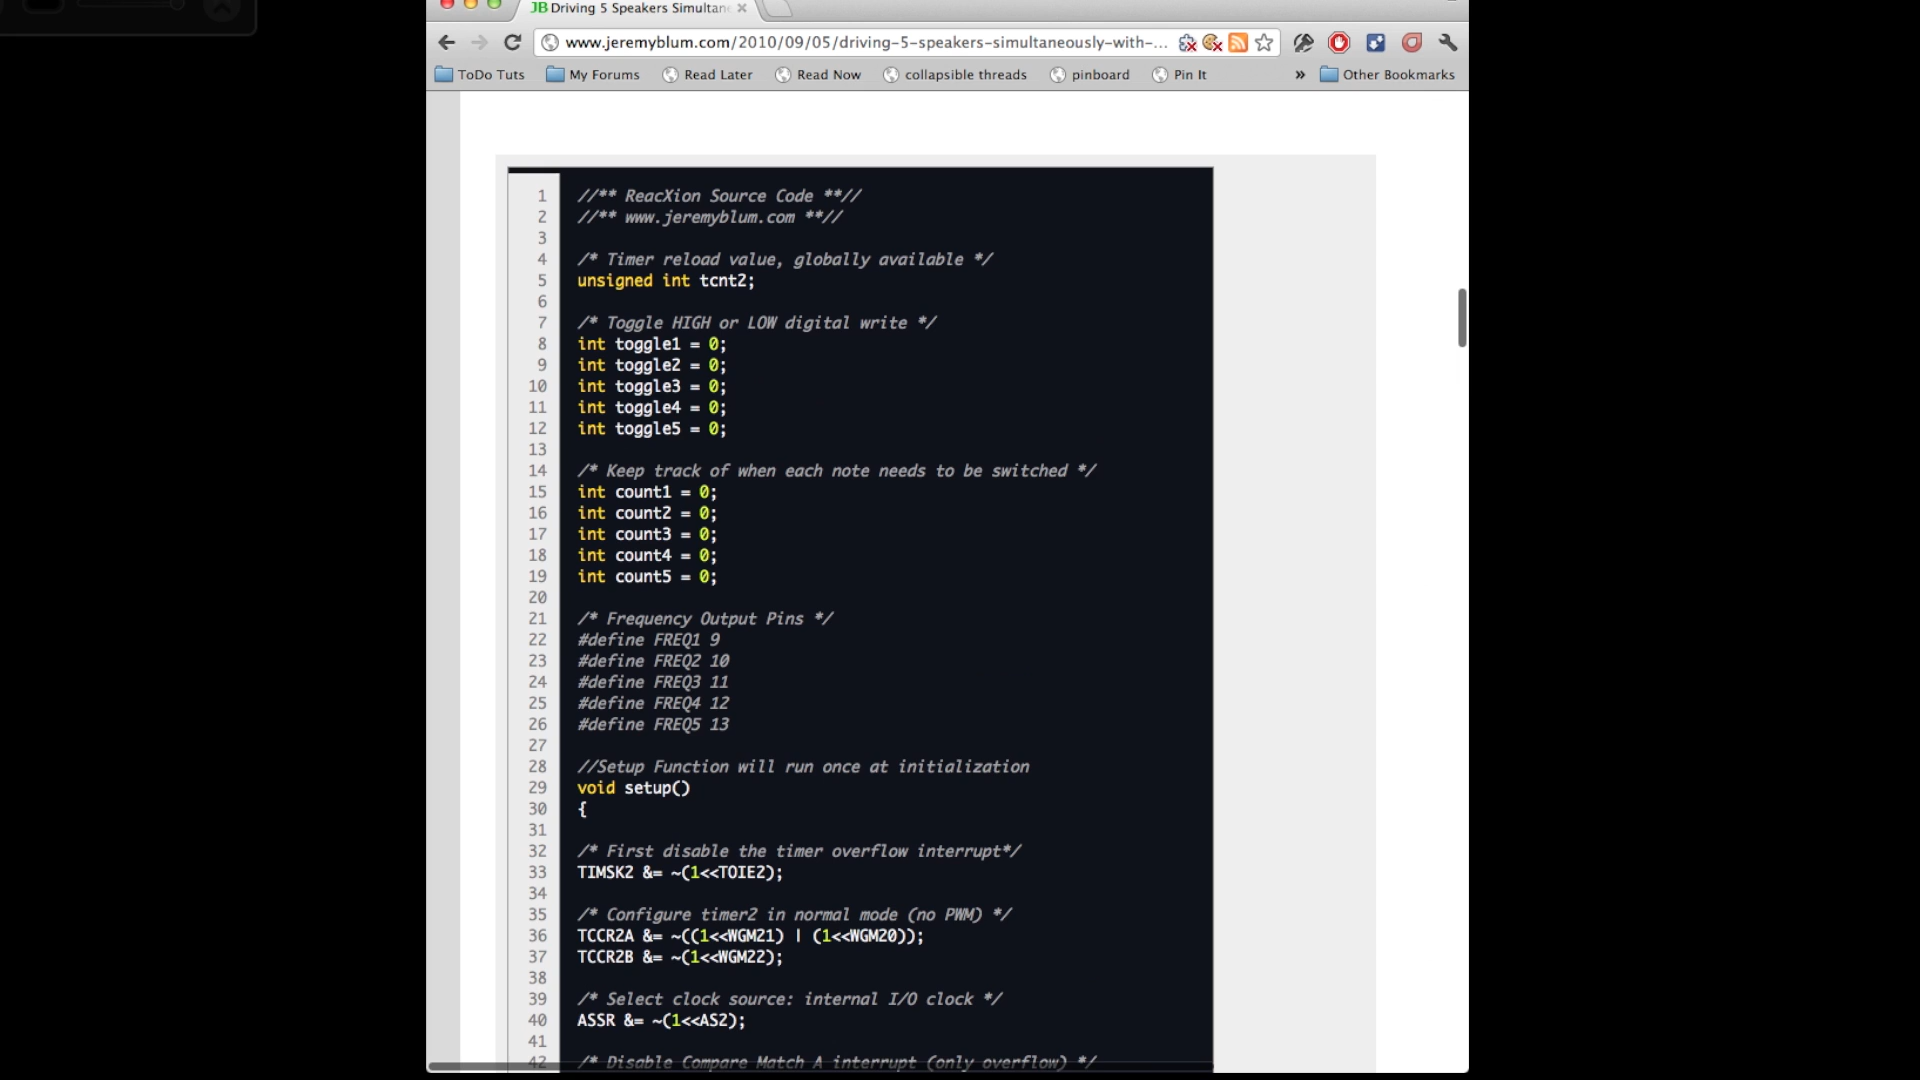 JB Driving 5 Speakers Simultan
www.jeremyblum.com/2010/09/05/driving-5-speakers-simultaneously-with-...
ToDo Tuts My Forums Read Later Read Now collapsible threads pinboard Pin It » Other Bookmarks
1 //** ReacXion Source Code **//
2 //** www.jeremyblum.com **//
3
4 /* Timer reload value, globally available */
5 unsigned int tcnt2;
6
7 /* Toggle HIGH or LOW digital write */
8 int toggle1 = 0;
9 int toggle2 = 0;
10 int toggle3 = 0;
11 int toggle4 = 0;
12 int toggle5 = 0;
13
14 /* Keep track of when each note needs to be switched */
15 int count1 = 0;
16 int count2 = 0;
17 int count3 = 0;
18 int count4 = 0;
19 int count5 = 0;
20
21 /* Frequency Output Pins */
22 #define FREQ1 9
23 #define FREQ2 10
24 #define FREQ3 11
25 #define FREQ4 12
26 #define FREQ5 13
27
28 //Setup Function will run once at initialization
29 void setup()
30 {
31
32 /* First disable the timer overflow interrupt*/
33 TIMSK2 &= ~(1<<TOIE2);
34
35 /* Configure timer2 in normal mode (no PWM) */
36 TCCR2A &= ~((1<<WGM21) | (1<<WGM20));
37 TCCR2B &= ~(1<<WGM22);
38
39 /* Select clock source: internal I/O clock */
40 ASSR &= ~(1<<AS2);
41
42 /* Disable Compare Match A interrupt (only overflow) */